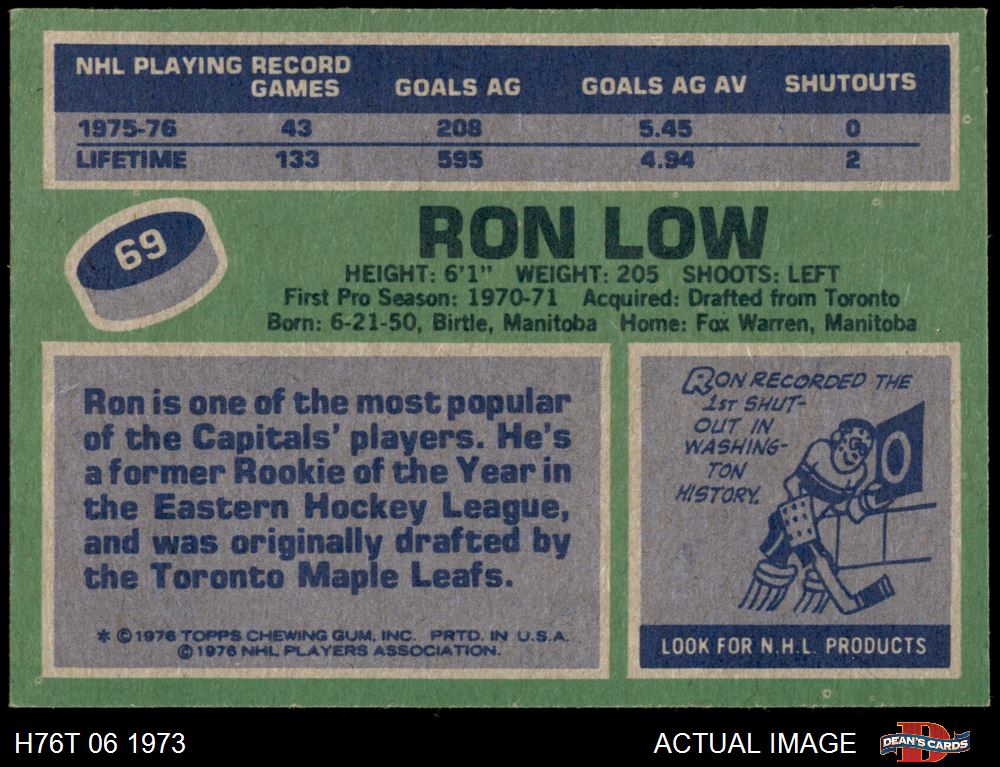 NHL PLAYING RECORD
GAMES GOALS AG GOALS AG AV SHUTOUTS
1975-76 43 208 5.45 0
LIFETIME 133 595 4.94 2
69
RON LOW
HEIGHT: 6'1" WEIGHT: 205 SHOOTS: LEFT
First Pro Season: 1970-71 Acquired: Drafted from Toronto
Born: 6-21-50, Birtle, Manitoba Home: Fox Warren, Manitoba
Ron is one of the most popular
of the Capitals' players. He's
a former Rookie of the Year in
the Eastern Hockey League,
and was originally drafted by
the Toronto Maple Leafs.
* © 1976 TOPPS CHEWING GUM, INC. PRTD. IN U.S.A.
© 1976 NHL PLAYERS ASSOCIATION.
RON RECORDED THE
1ST SHUT-
OUT IN
WASHING-
TON
HISTORY.
0
LOOK FOR N.H.L. PRODUCTS
H76T 06 1973
ACTUAL IMAGE
D
DEAN'S CARDS